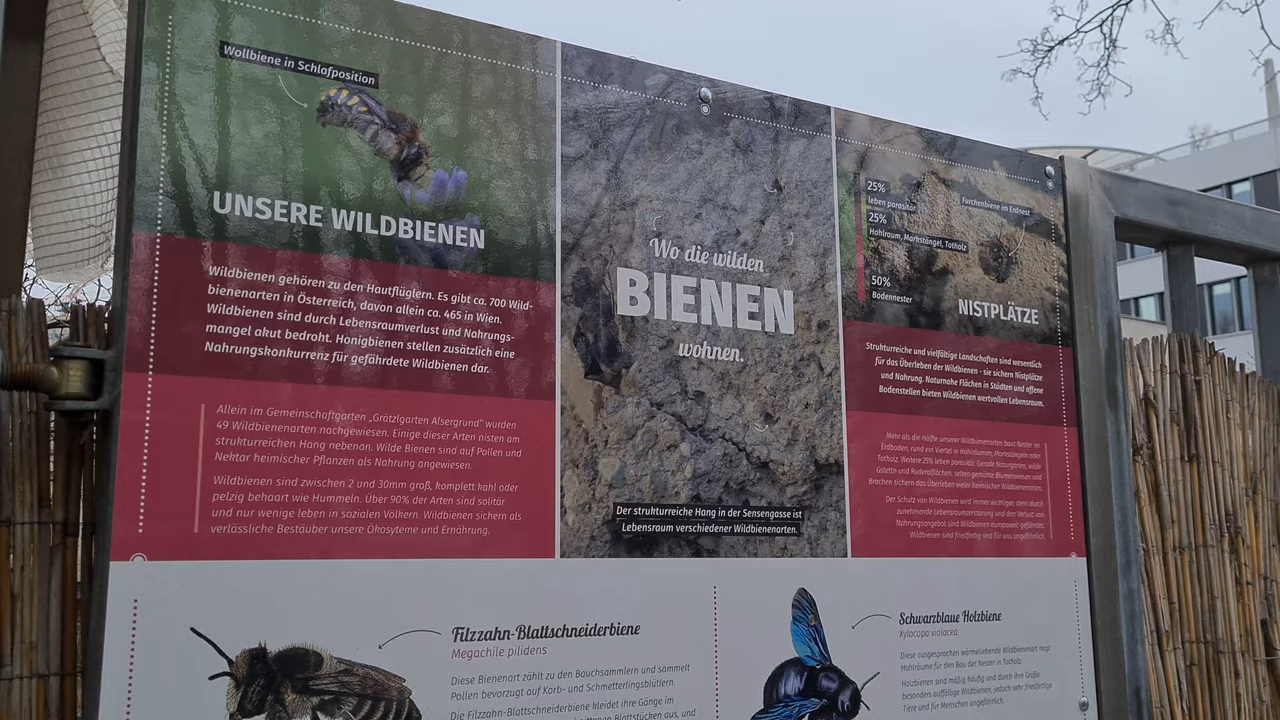 Wollbiene in Schlafposition
UNSERE WILDBIENEN
Wildbienen gehören zu den Hautflüglern. Es gibt ca. 700 Wild-
bienenarten in Österreich, davon allein ca. 465 in Wien.
Wildbienen sind durch Lebensraumverlust und Nahrungs-
mangel akut bedroht. Honigbienen stellen zusätzlich eine
Nahrungskonkurrenz für gefährdete Wildbienen dar.
Allein im Gemeinschaftgarten „Grätzlgarten Alsergrund" wurden
49 Wildbienenarten nachgewiesen. Einige dieser Arten nisten am
strukturreichen Hang nebenan. Wilde Bienen sind auf Pollen und
Nektar heimischer Pflanzen als Nahrung angewiesen.
Wildbienen sind zwischen 2 und 30mm groß, komplett kahl oder
pelzig behaart wie Hummeln. Über 90% der Arten sind solitär
und nur wenige leben in sozialen Völkern. Wildbienen sichern als
verlässliche Bestäuber unsere Ökosyteme und Ernährung.
Wo die wilden
BIENEN
wohnen.
Der strukturreiche Hang in der Sensengasse ist
Lebensraum verschiedener Wildbienenarten.
25%
leben parasitär
25%
Hohlraum, Markstängel, Totholz
50%
Bodennester
Furchenbiene im Erdnest
NISTPLÄTZE
Strukturreiche und vielfältige Landschaften sind wesentlich
für das Überleben der Wildbienen - sie sichern Nistplätze
und Nahrung. Naturnahe Flächen in Städten und offene
Bodenstellen bieten Wildbienen wertvollen Lebensraum.
Mehr als die Hälfte unserer Wildbienenarten baut Nester im
Erdboden, rund ein Viertel in Hohlräumen, Markstängeln oder
Totholz. Weitere 25% leben parasitär. Gerade Naturgärten, wilde
Gstettn und Ruderalflächen, selten gemähte Blumenwiesen und
Brachen sichern das Überleben vieler heimischer Wildbienenarten.
Der Schutz von Wildbienen wird immer wichtiger, denn durch
zunehmende Lebensraumzerstörung und den Verlust von
Nahrungsangebot sind Wildbienen europaweit gefährdet.
Wildbienen sind friedfertig und für uns ungefährlich.
Filzzahn-Blattschneiderbiene
Megachile pilidens
Diese Bienenart zählt zu den Bauchsammlern und sammelt
Pollen bevorzugt auf Korb- und Schmetterlingsblütlern.
Die Filzzahn-Blattschneiderbiene kleidet ihre Gänge im
Blattstücken aus, und
Schwarzblaue Holzbiene
Xylocopa violacea
Diese ausgesprochen wärmeliebende Wildbienenart nagt
Hohlräume für den Bau der Nester in Totholz.
Holzbienen sind mäßig häufig und durch ihre Größe
besonders auffällige Wildbienen, jedoch sehr friedfertige
Tiere und für Menschen ungefährlich.